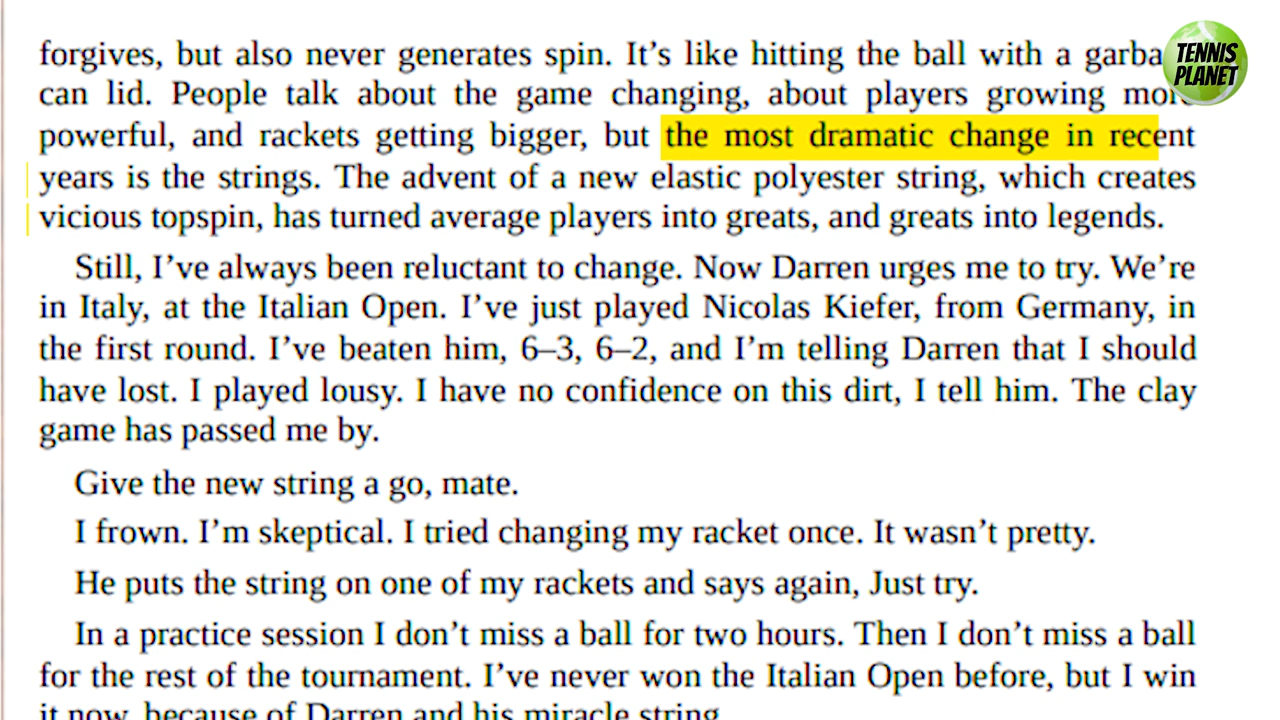 forgives, but also never generates spin. It’s like hitting the ball with a
can lid. People talk about the game changing, about players growing
powerful, and rackets getting bigger, but the most dramatic change in recent
years is the strings. The advent of a new elastic polyester string, which creates
vicious topspin, has turned average players into greats, and greats into legends.
Still, I’ve always been reluctant to change. Now Darren urges me to try. We’re
in Italy, at the Italian Open. I’ve just played Nicolas Kiefer, from Germany, in
the first round. I’ve beaten him, 6–3, 6–2, and I’m telling Darren that I should
have lost. I played lousy. I have no confidence on this dirt, I tell him. The clay
game has passed me by.
Give the new string a go, mate.
I frown. I’m skeptical. I tried changing my racket once. It wasn’t pretty.
He puts the string on one of my rackets and says again, Just try.
In a practice session I don’t miss a ball for two hours. Then I don’t miss a ball
for the rest of the tournament. I’ve never won the Italian Open before, but I win
it now, because of Darren and his miracle string.
TENNIS
PLANET